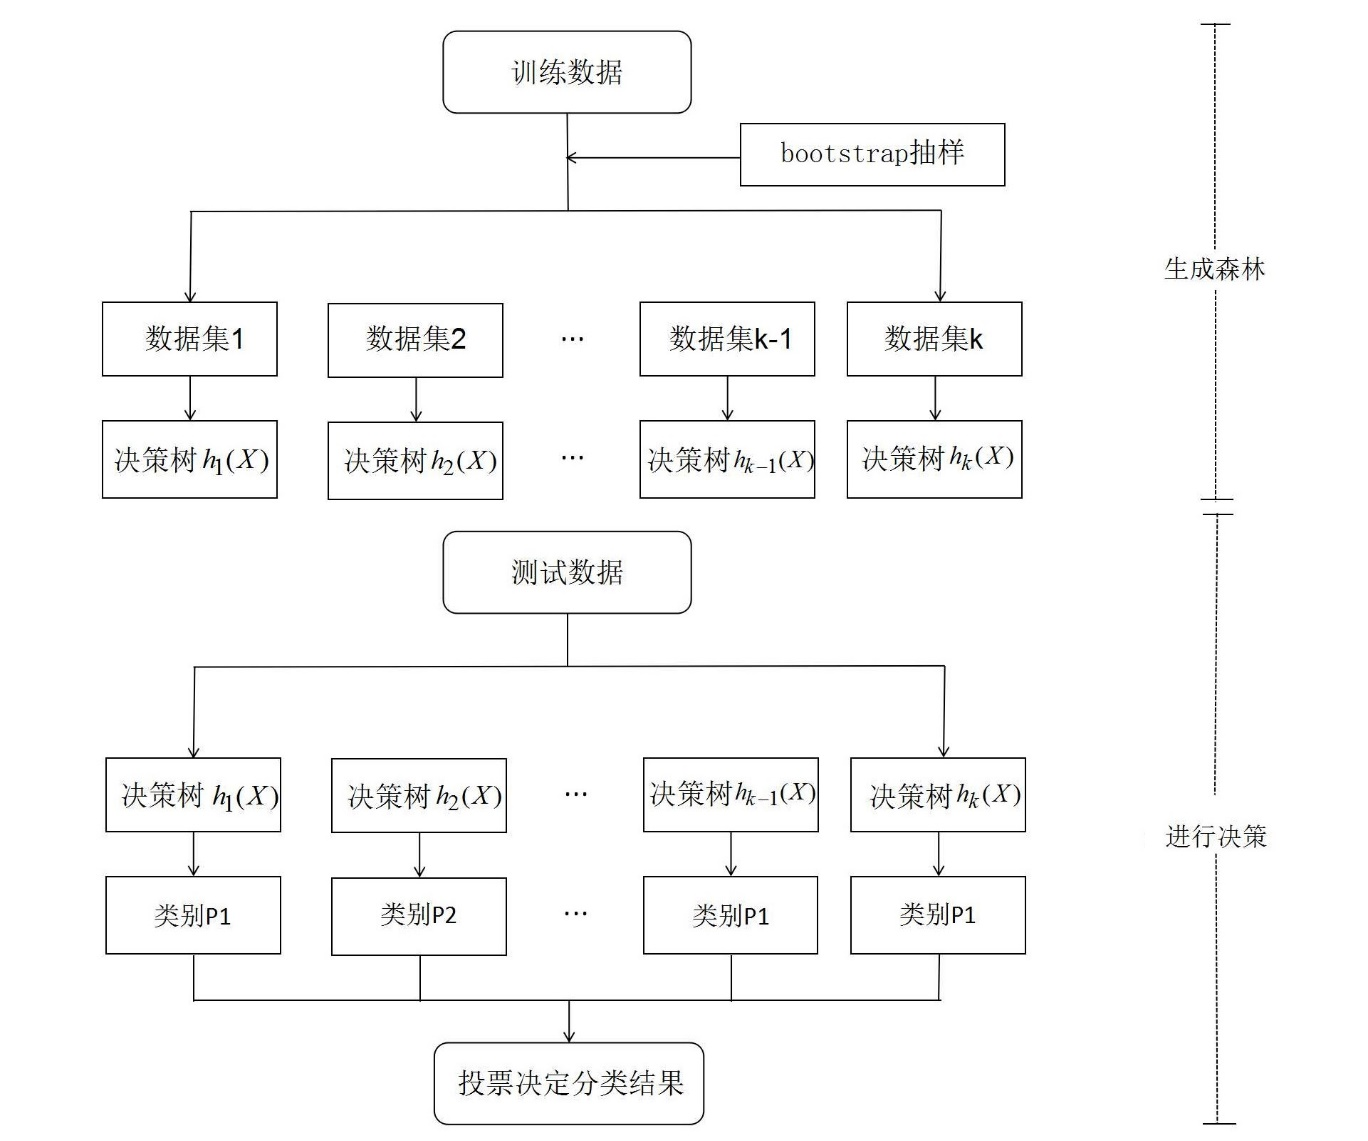 训练数据
bootstrap抽样
生成森林
数据集1 数据集2 ... 数据集k-1 数据集k
决策树 h₁(X) 决策树 h₂(X) ... 决策树 hₖ₋₁(X) 决策树 hₖ(X)
测试数据
决策树 h₁(X) 决策树 h₂(X) ... 决策树 hₖ₋₁(X) 决策树 hₖ(X)
进行决策
类别P1 类别P2 ... 类别P1 类别P1
投票决定分类结果